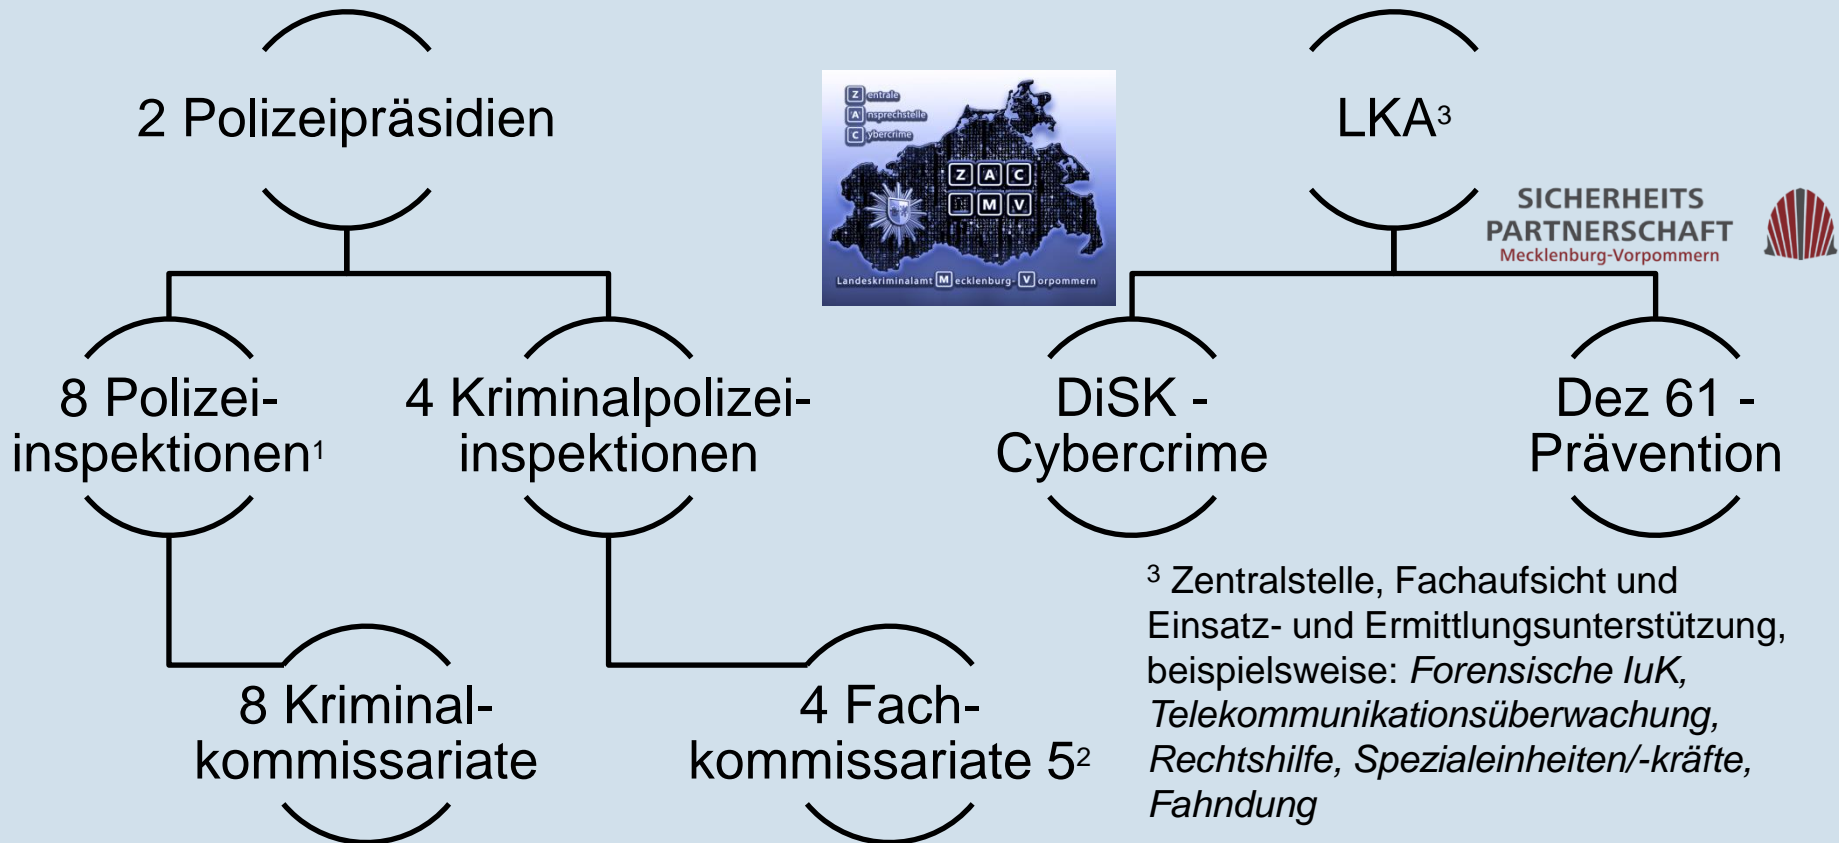 2 Polizeipräsidien
Zentrale
Ansprechstelle
Cybercrime
ZAC
MV
Landeskriminalamt Mecklenburg-Vorpommern
LKA³
SICHERHEITS
PARTNERSCHAFT
Mecklenburg-Vorpommern
8 Polizei-
inspektionen¹
4 Kriminalpolizei-
inspektionen
DiSK -
Cybercrime
Dez 61 -
Prävention
8 Kriminal-
kommissariate
4 Fach-
kommissariate 5²
³ Zentralstelle, Fachaufsicht und
Einsatz- und Ermittlungsunterstützung,
beispielsweise: Forensische IuK,
Telekommunikationsüberwachung,
Rechtshilfe, Spezialeinheiten/-kräfte,
Fahndung